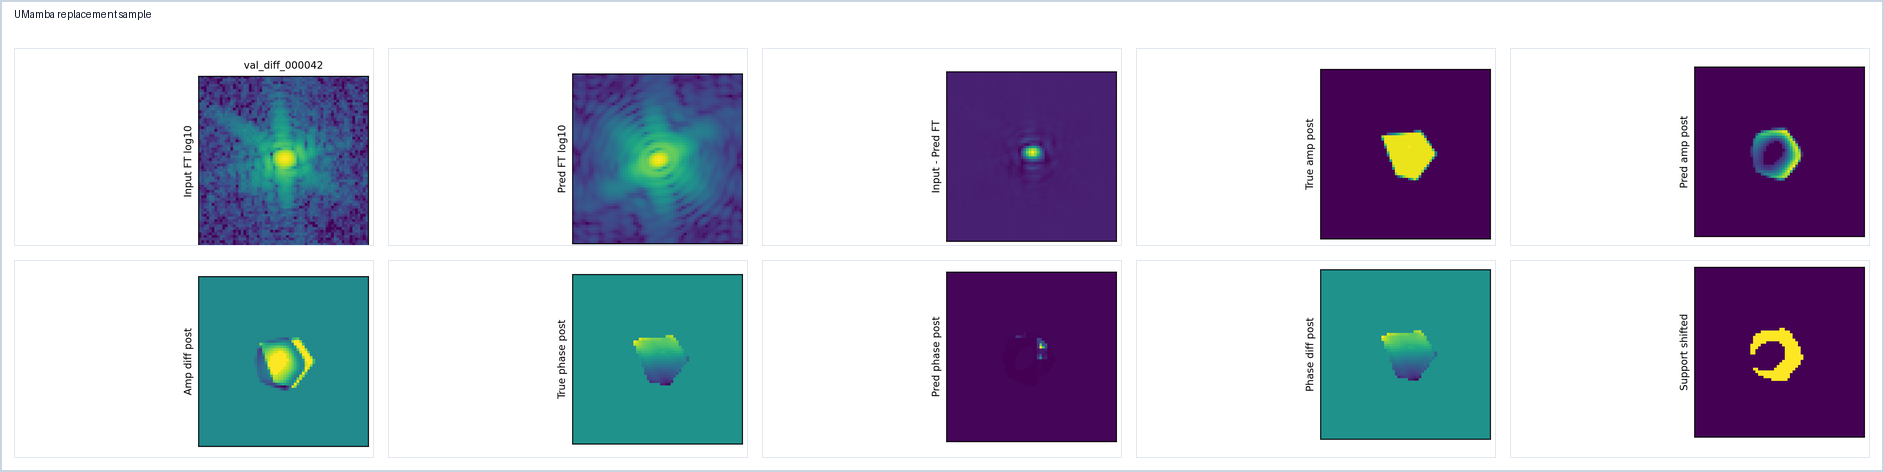 UMamba replacement sample
val_diff_000042
Input FT log10
Pred FT log10
Input - Pred FT
True amp post
Pred amp post
Amp diff post
True phase post
Pred phase post
Phase diff post
Support shifted